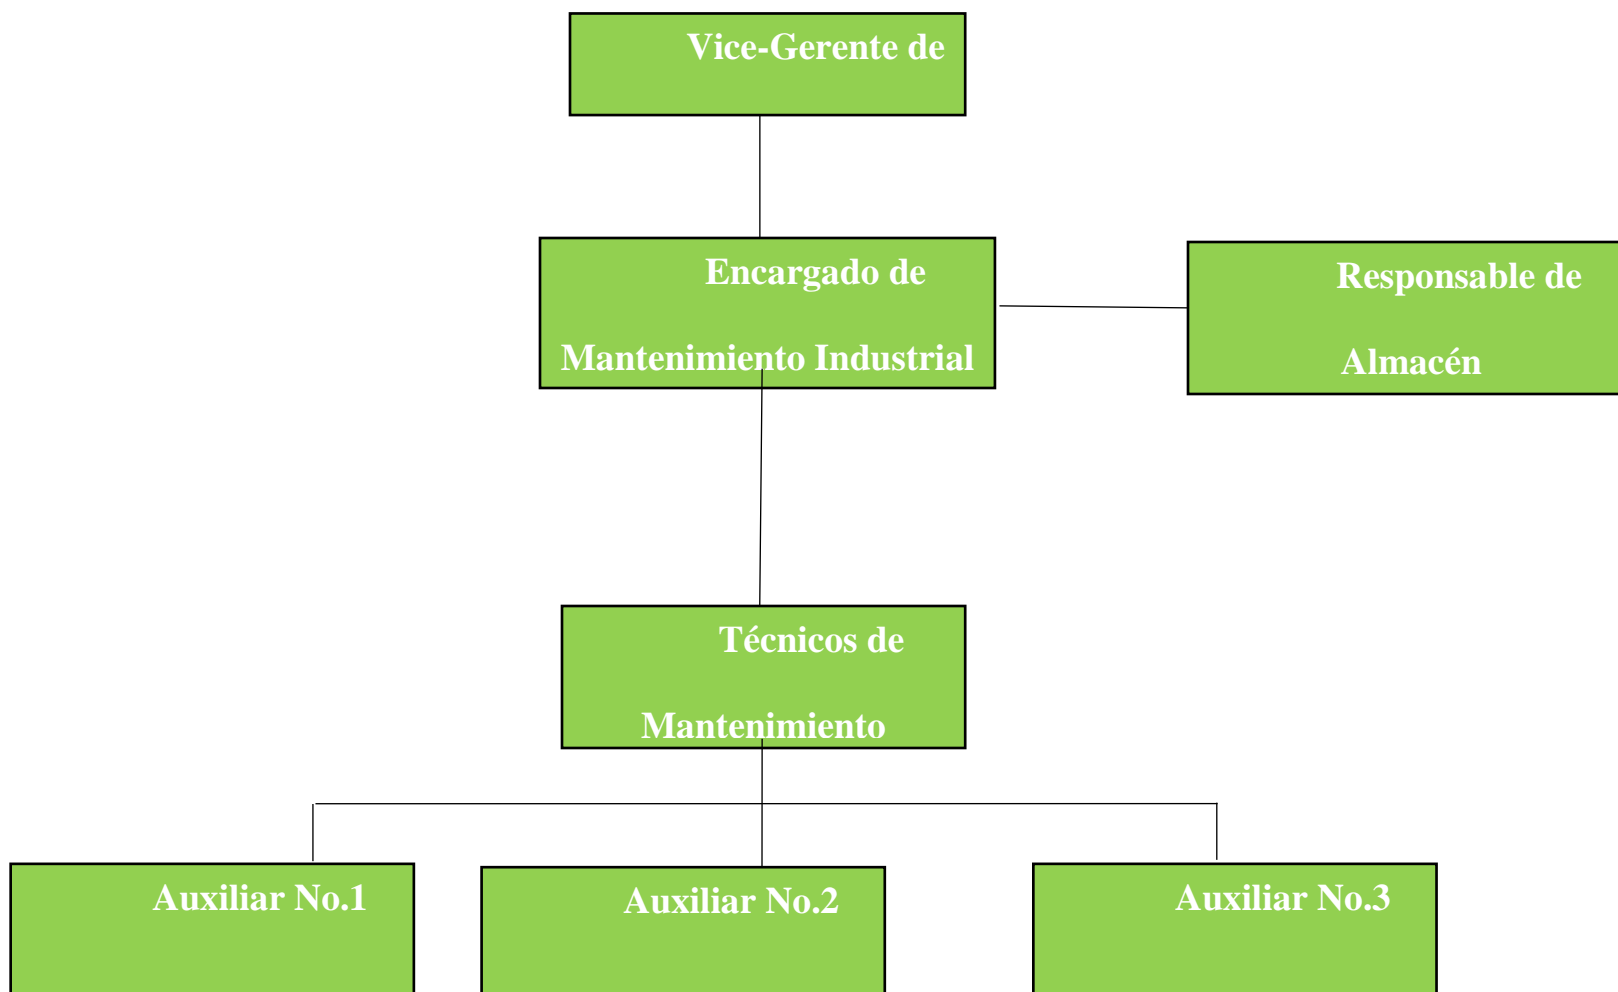 Vice-Gerente de
Encargado de
Mantenimiento Industrial
Responsable de
Almacén
Técnicos de
Mantenimiento
Auxiliar No.1
Auxiliar No.2
Auxiliar No.3